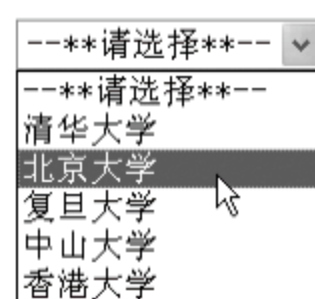 --**请选择**--
--**请选择**--
清华大学
北京大学
复旦大学
中山大学
香港大学